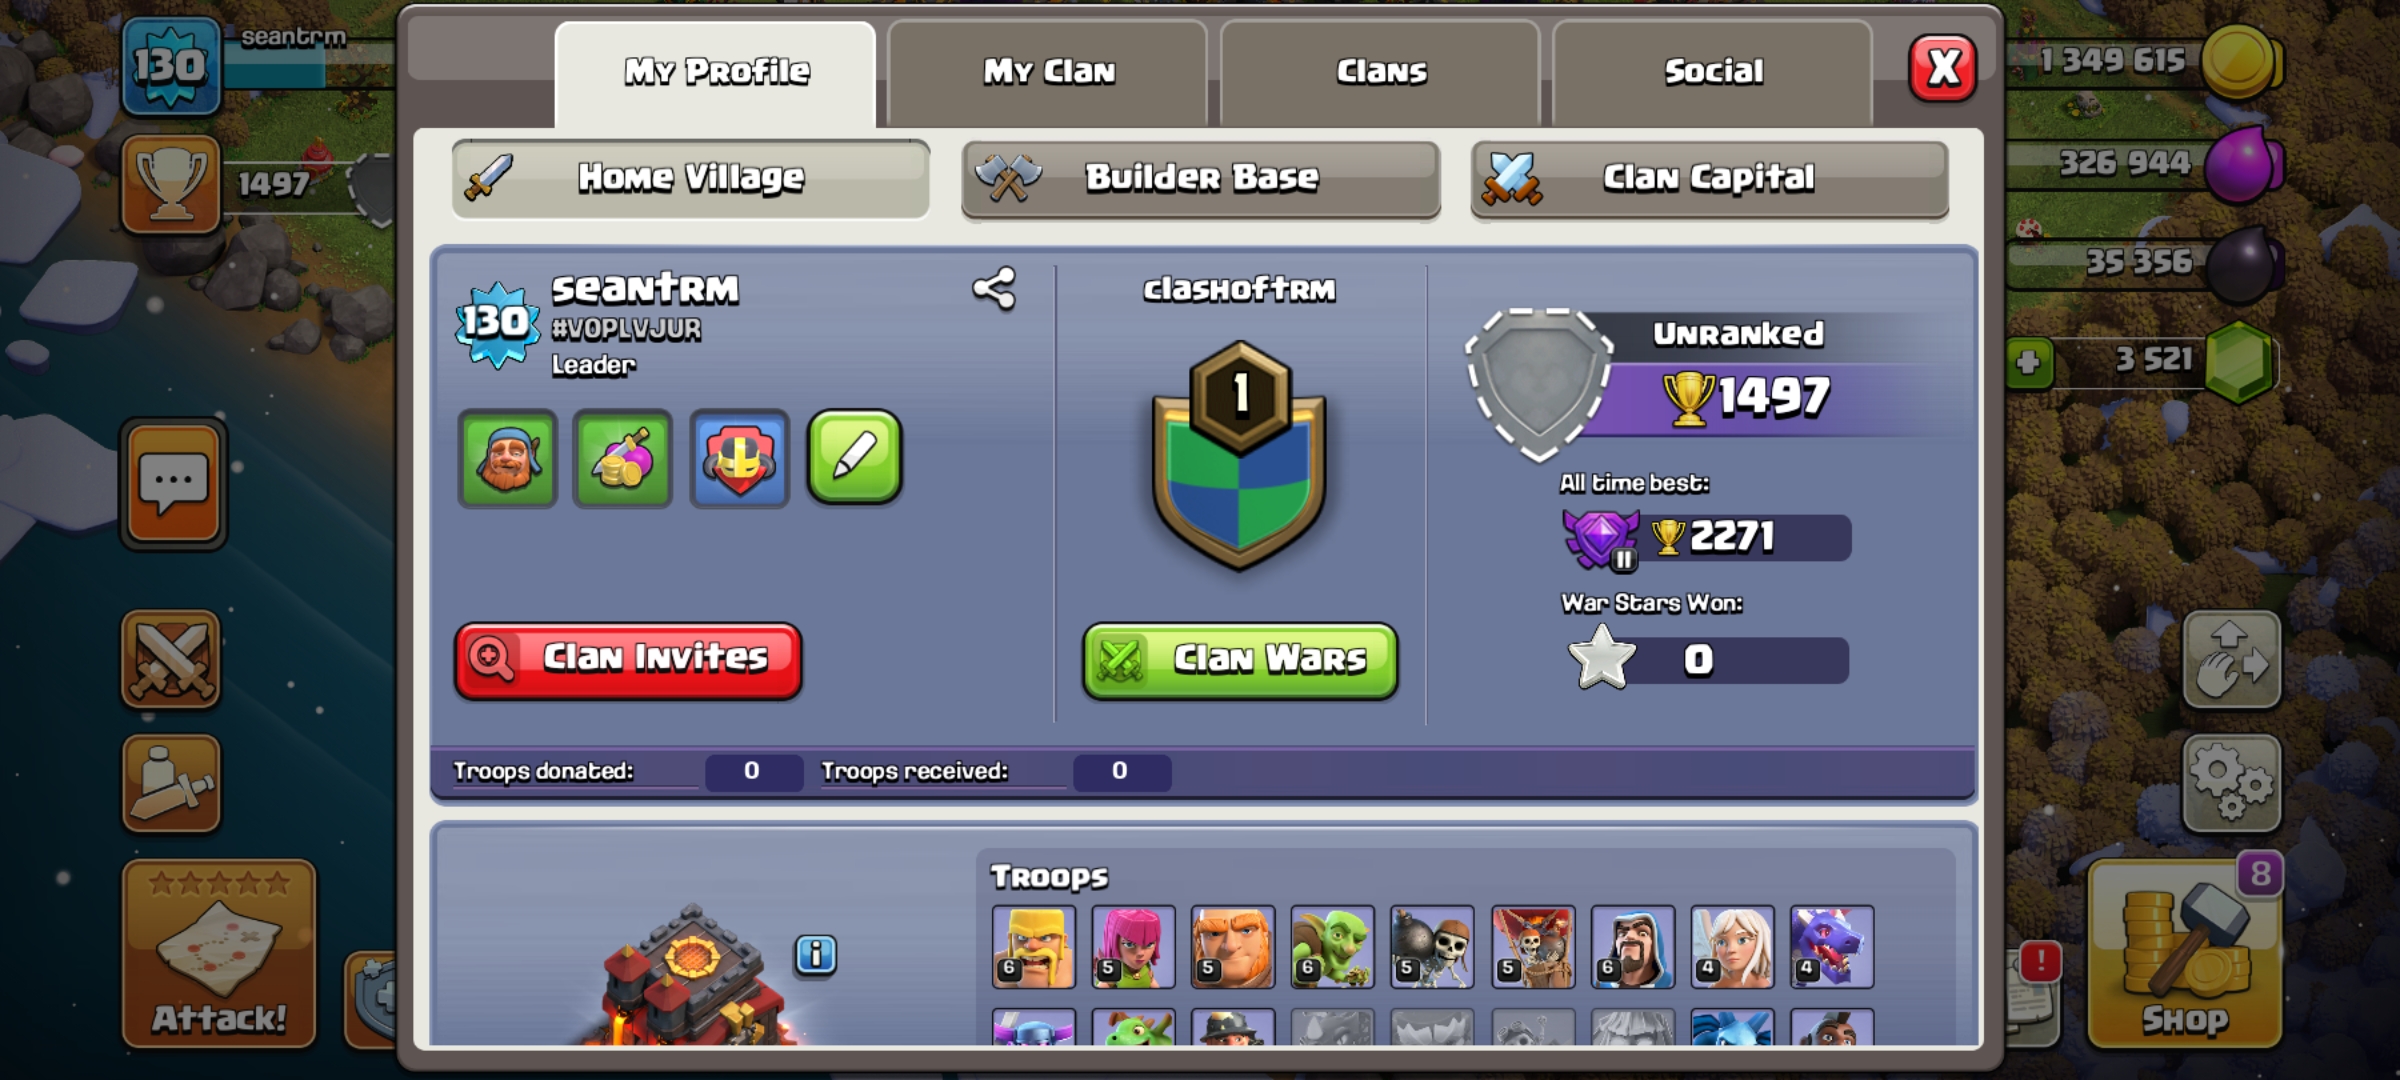 130
seantrm
1497
My Profile
My Clan
Clans
Social
X
1 349 615
326 944
35 356
3 521
Home Village
Builder Base
Clan Capital
130
seantrm
#VOPLVJUR
Leader
clashoftrm
1
Unranked
1497
All time best:
2271
War Stars Won:
0
Clan Invites
Clan Wars
Troops donated: 0
Troops received: 0
Troops
6 5 5 6 5 5 6 4 4
i
Attack!
!
8
Shop